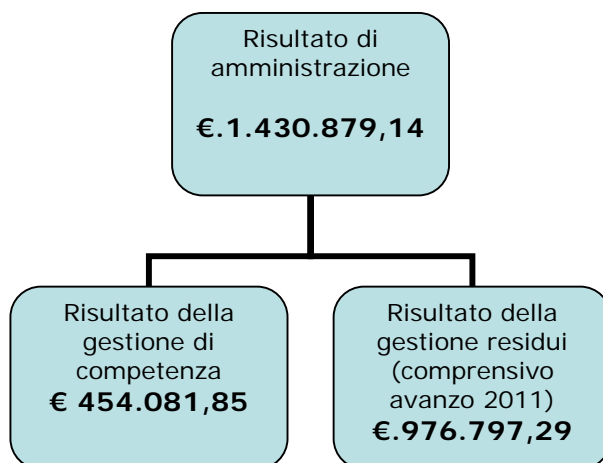 Risultato di
amministrazione
€.1.430.879,14
Risultato della
gestione di
competenza
€ 454.081,85
Risultato della
gestione residui
(comprensivo
avanzo 2011)
€.976.797,29